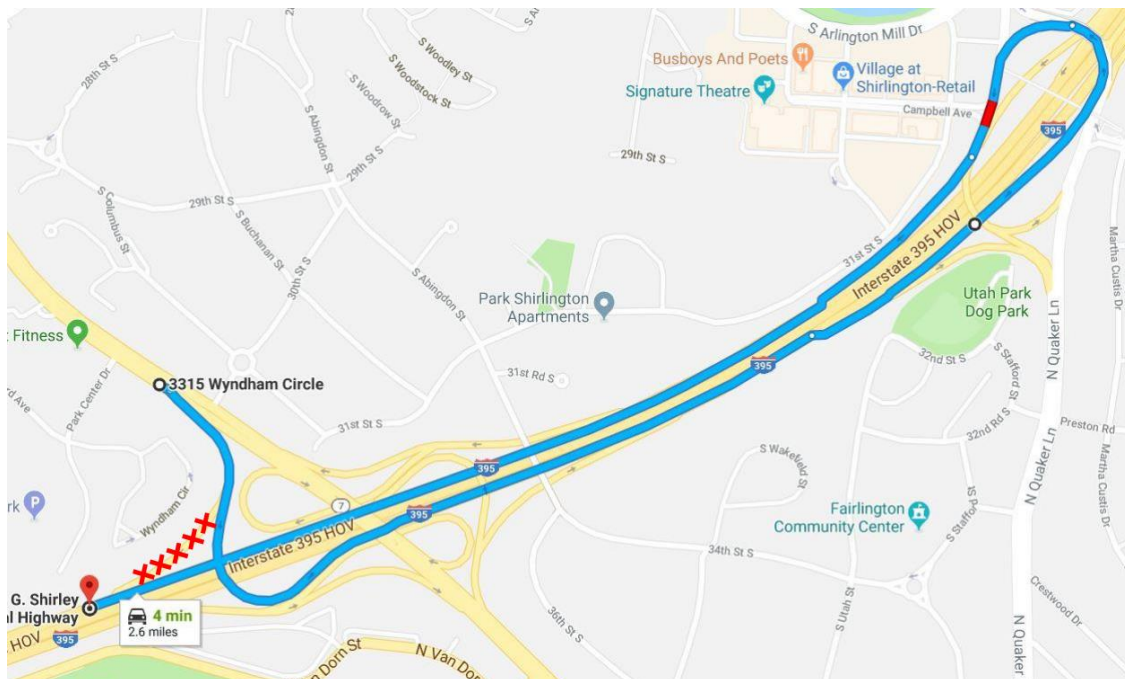 S Arlington Mill Dr
Busboys And Poets
Signature Theatre
Village at
Shirlington-Retail
Campbell Ave
395
S Woodley St
S Woodstock St
S Woodrow St
28th St S
S Abingdon St
29th St S
29th St S
29th St S
S Columbus St
S Buchanan St
30th St S
S Abingdon St
31st St S
Interstate 395 HOV
Park Shirlington
Apartments
Utah Park
Dog Park
N Quaker Ln
Martha Custis Dr
Fitness
3315 Wyndham Circle
Park Center Dr
31st Rd S
31st St S
395
32nd St S
S Stafford St
32nd Rd S
Preston Rd
S Wakefield St
395
7
395
Wyndham Cir
Interstate 395 HOV
Fairlington
Community Center
34th St S
N Quaker Ln
Martha Custis Dr
S Utah St
36th St S
Crestwood Dr
N Quaker
G. Shirley
al Highway
4 min
2.6 miles
HOV
395
N Van Dor